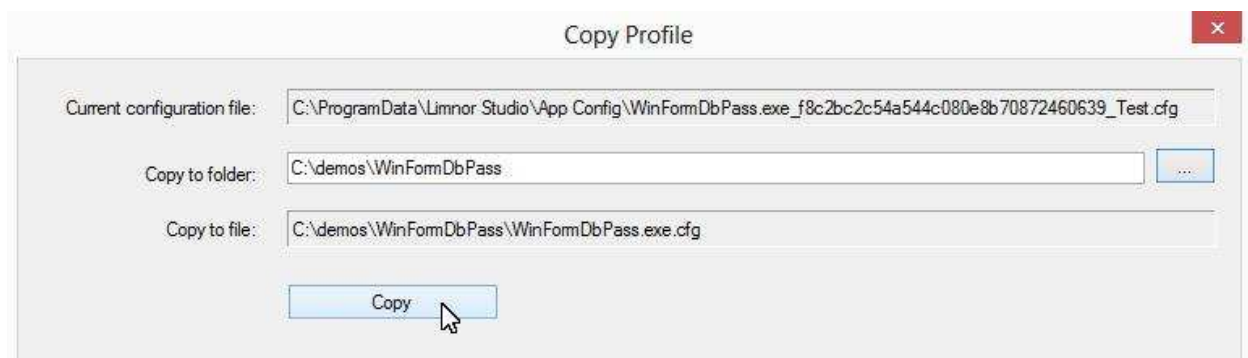 Copy Profile
Current configuration file: C:\ProgramData\Limnor Studio\App Config\WinFormDbPass.exe_f8c2bc2c54a544c080e8b70872460639_Test.cfg
Copy to folder: C:\demos\WinFormDbPass ...
Copy to file: C:\demos\WinFormDbPass\WinFormDbPass.exe.cfg
Copy